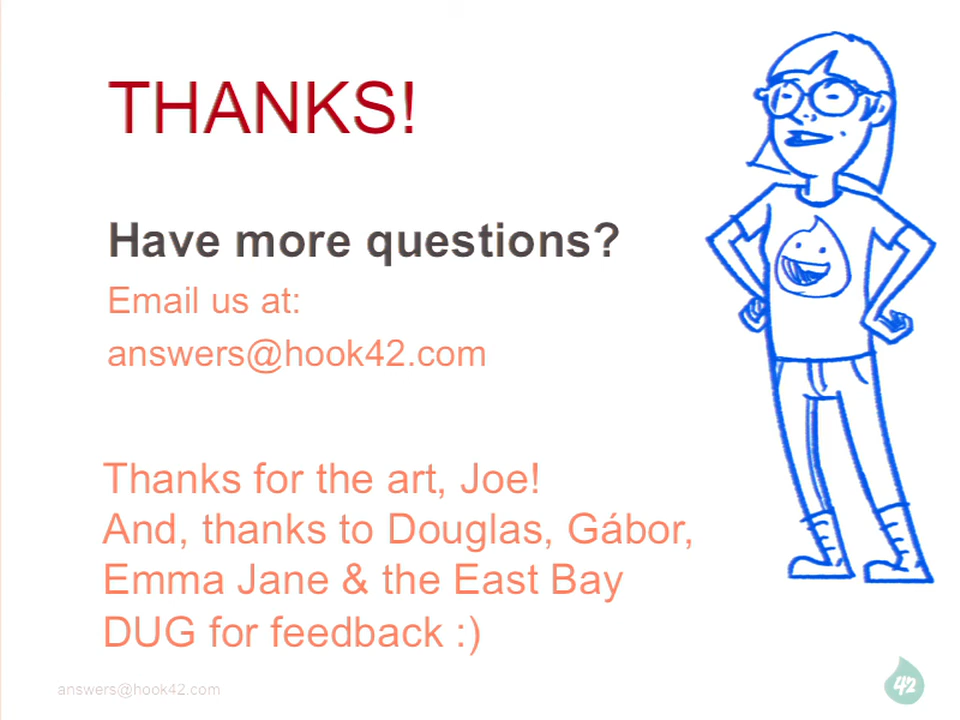 THANKS!
Have more questions?
Email us at:
answers@hook42.com
Thanks for the art, Joe!
And, thanks to Douglas, Gábor,
Emma Jane & the East Bay
DUG for feedback :)
answers@hook42.com
42